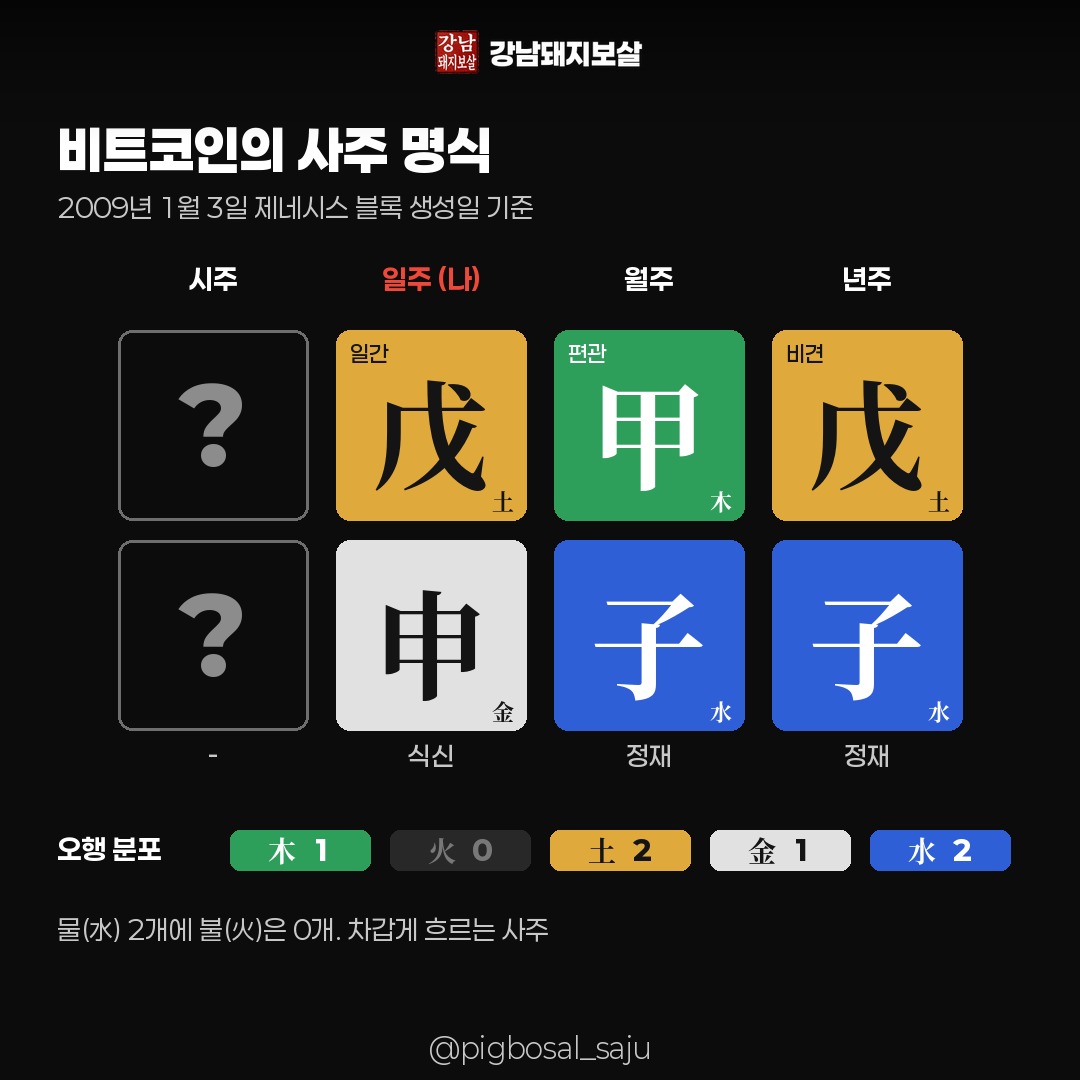 강남
돼지보살
강남돼지보살
비트코인의 사주 명식
2009년 1월 3일 제네시스 블록 생성일 기준
시주 일주 (나) 월주 년주
? 일간 戊 土 편관 甲 木 비견 戊 土
? 申 金 子 水 子 水
- 식신 정재 정재
오행 분포 木 1 火 0 土 2 金 1 水 2
물(水) 2개에 불(火)은 0개. 차갑게 흐르는 사주
@pigbosal_saju